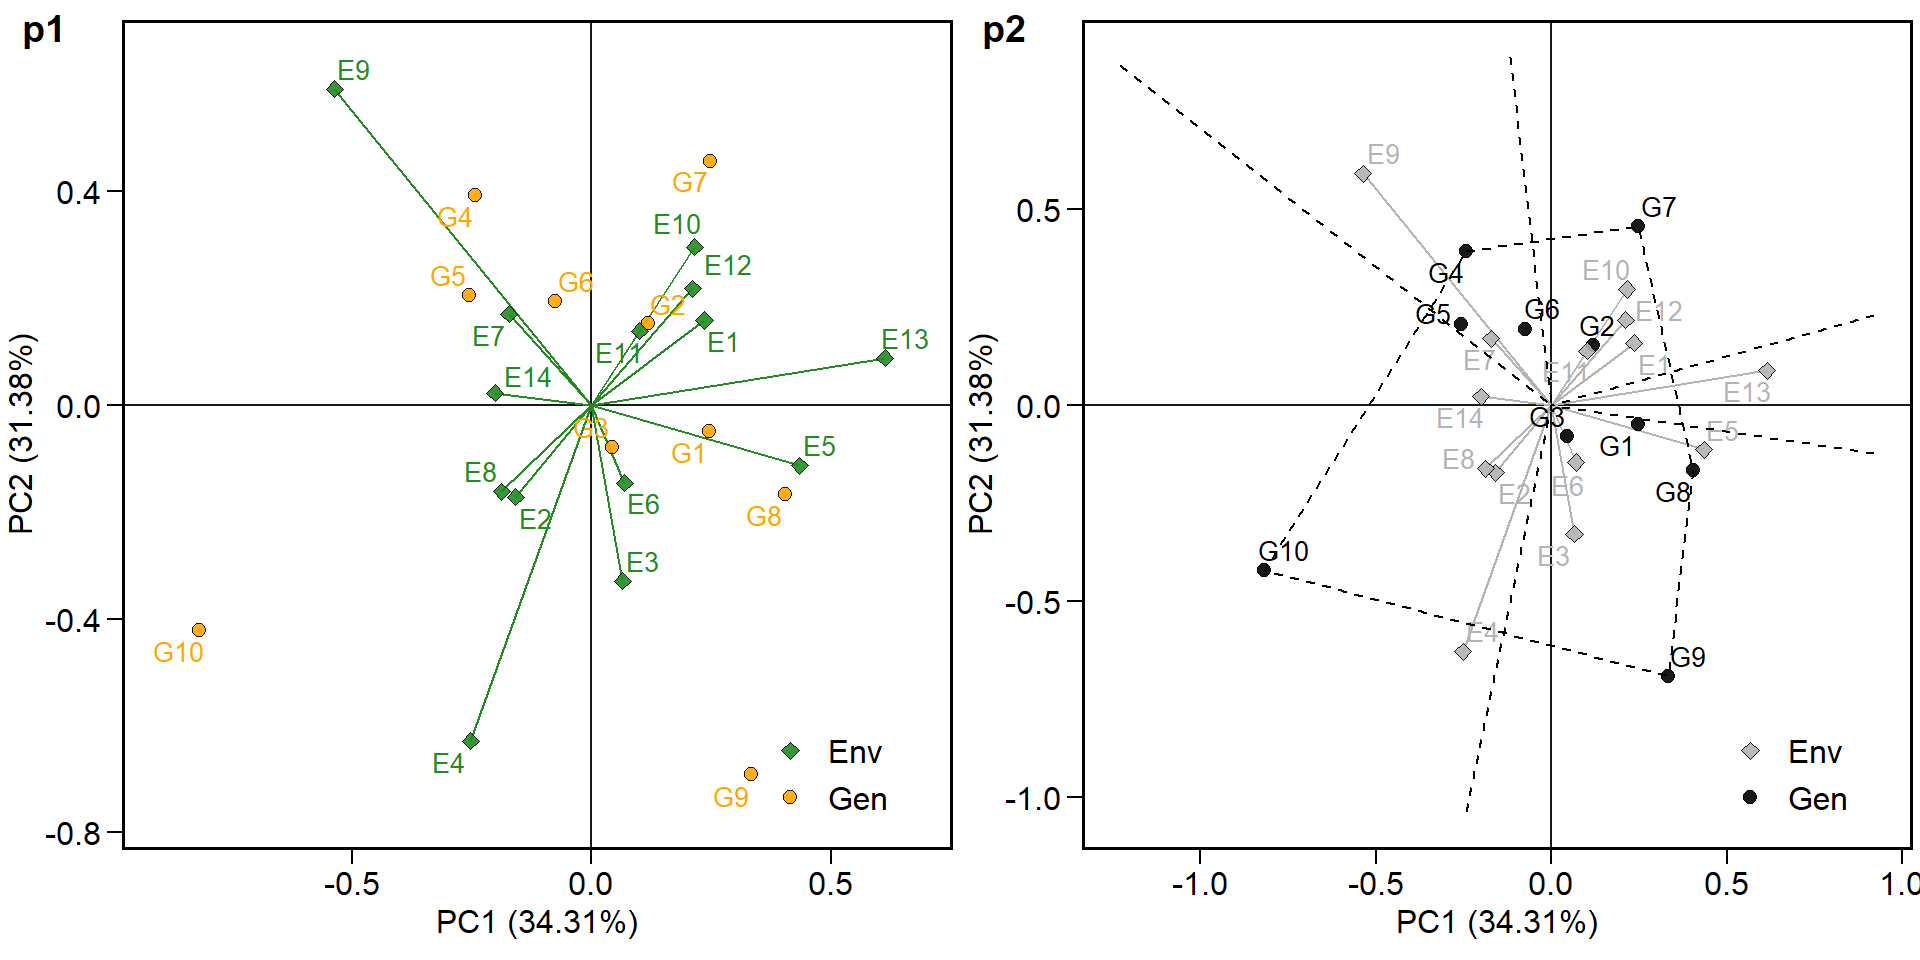 p1
E9
G7
G4
E10
E12
G5
G6
G2
E7
E11
E1
E13
E14
G3
G1
E5
E8
E2
E6
G8
E3
G10
E4
G9
Env
Gen
0.4
0.0
-0.4
-0.8
-0.5
0.0
0.5
PC1 (34.31%)
PC2 (31.38%)
p2
E9
G7
G4
E10
G5
G6
G2
E12
E7
E11
E1
E13
E14
G3
G1
E5
E8
E2
E6
G8
G10
E3
E4
G9
Env
Gen
0.5
0.0
-0.5
-1.0
-1.0
-0.5
0.0
0.5
1.0
PC1 (34.31%)
PC2 (31.38%)